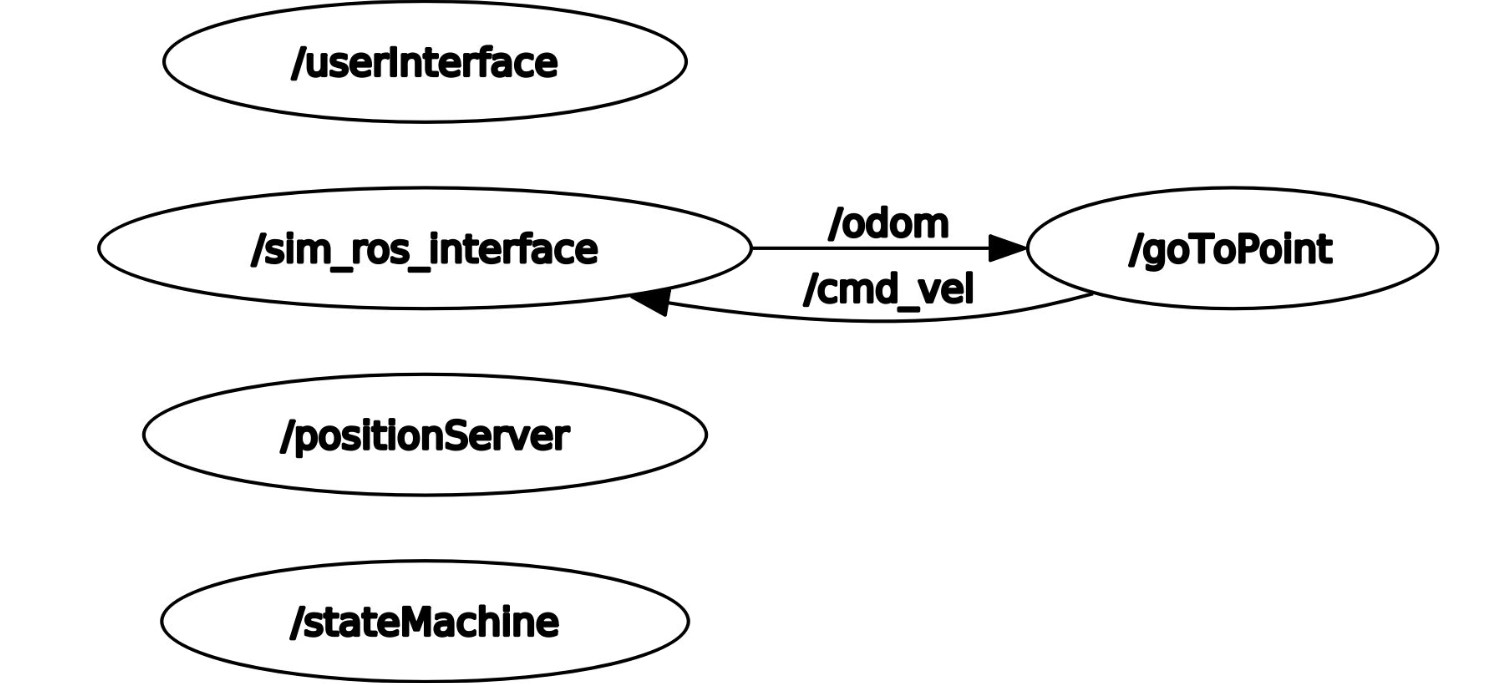 /userInterface
/sim_ros_interface
/odom
/goToPoint
/cmd_vel
/positionServer
/stateMachine